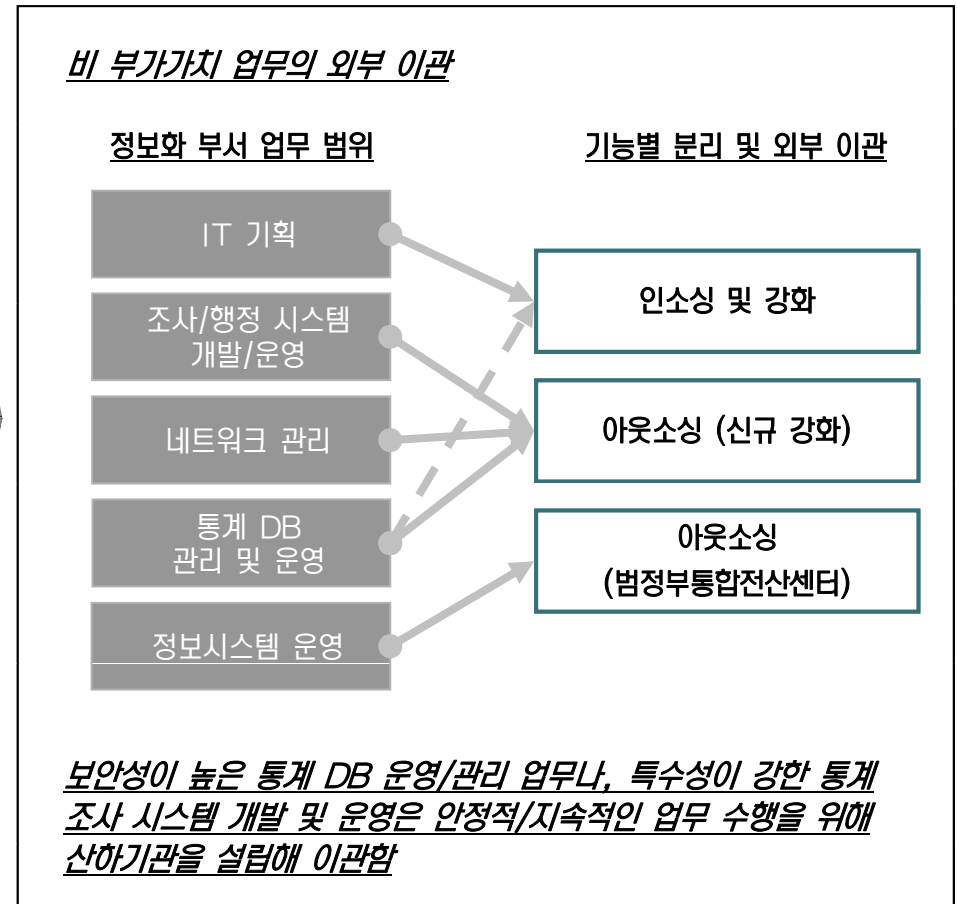 비 부가가치 업무의 외부 이관
정보화 부서 업무 범위
기능별 분리 및 외부 이관
IT 기획
조사/행정 시스템
개발/운영
네트워크 관리
통계 DB
관리 및 운영
정보시스템 운영
인소싱 및 강화
아웃소싱 (신규 강화)
아웃소싱
(범정부통합전산센터)
보안성이 높은 통계 DB 운영/관리 업무나, 특수성이 강한 통계
조사 시스템 개발 및 운영은 안정적/지속적인 업무 수행을 위해
산하기관을 설립해 이관함